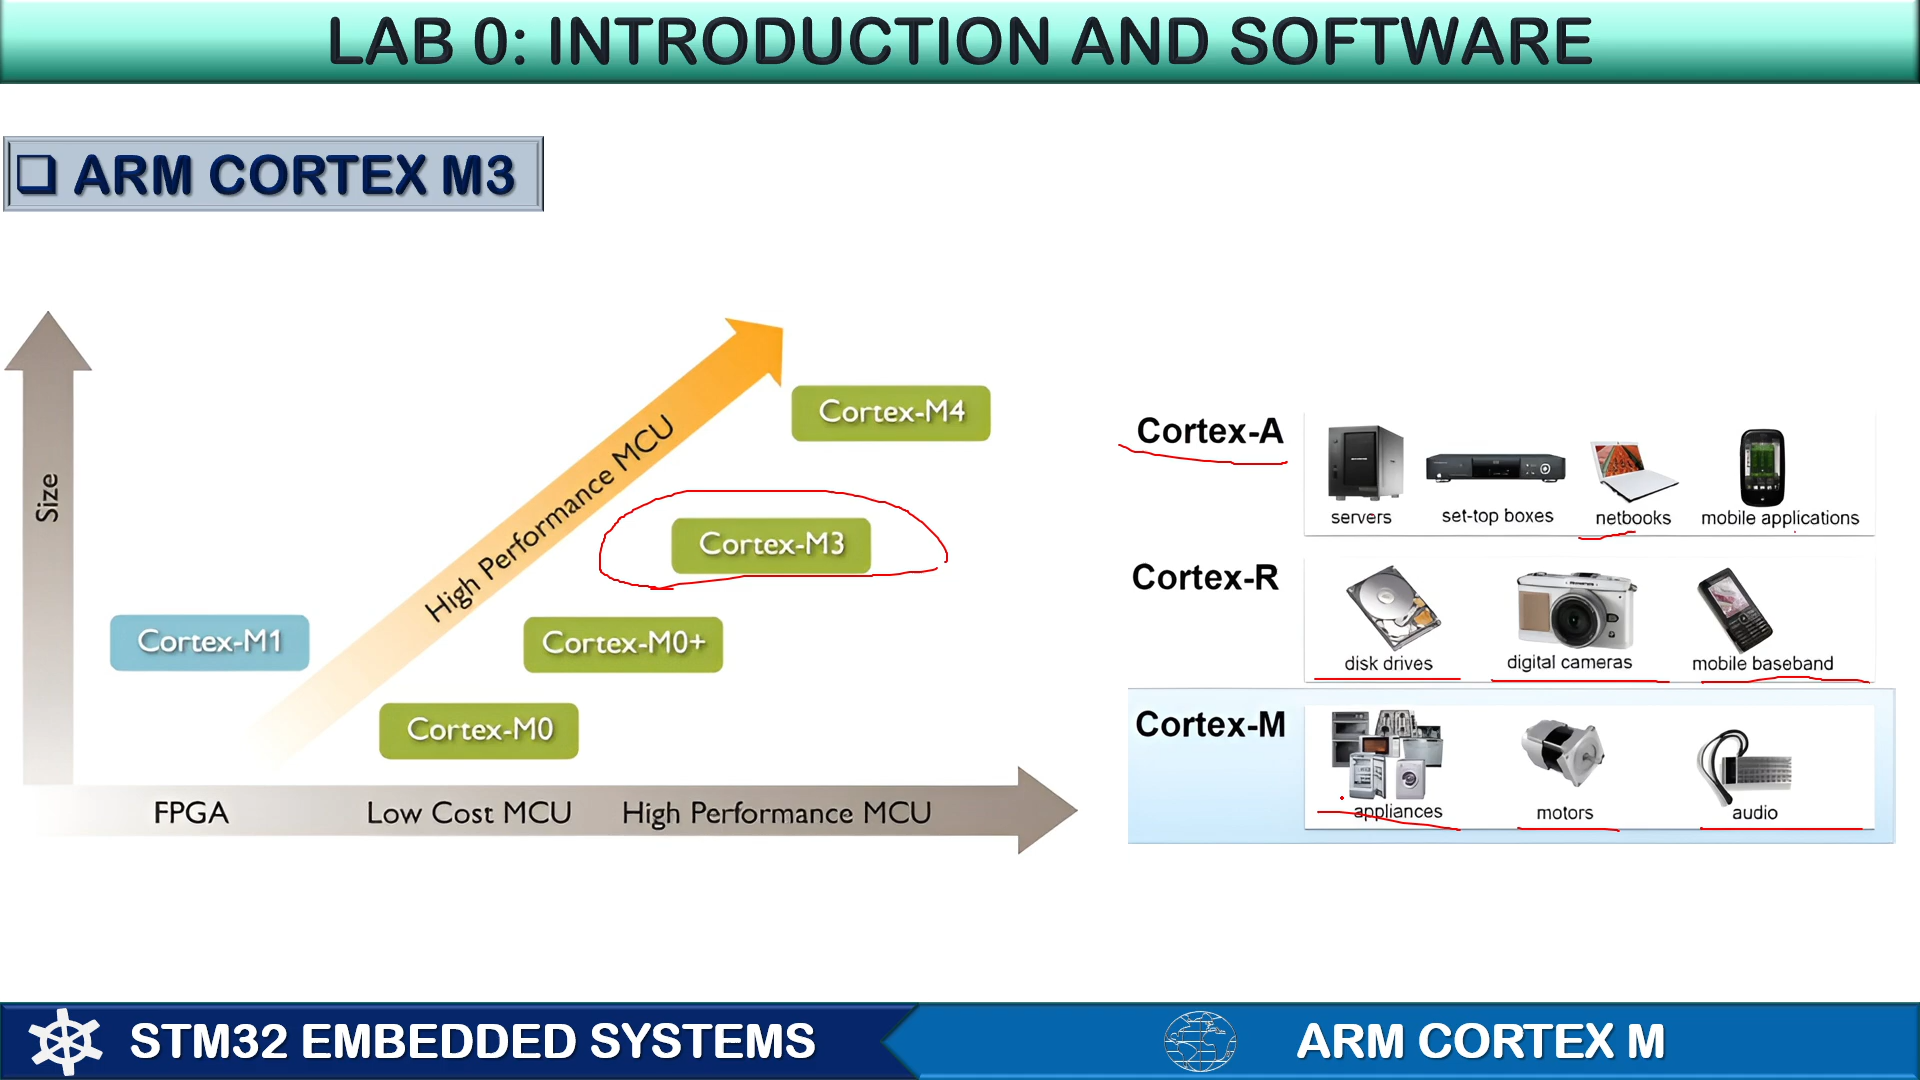 LAB 0: INTRODUCTION AND SOFTWARE
❑ ARM CORTEX M3
Size
High Performance MCU
Cortex-M4
Cortex-M3
Cortex-M1
Cortex-M0+
Cortex-M0
FPGA
Low Cost MCU
High Performance MCU
Cortex-A
servers
set-top boxes
netbooks
mobile applications
Cortex-R
disk drives
digital cameras
mobile baseband
Cortex-M
appliances
motors
audio
STM32 EMBEDDED SYSTEMS
ARM CORTEX M